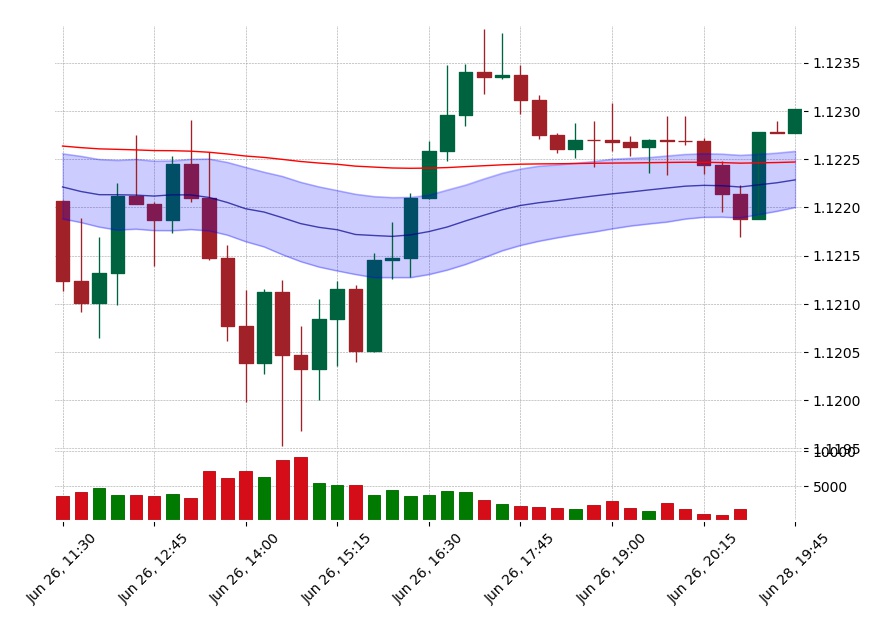 1.1235
1.1230
1.1225
1.1220
1.1215
1.1210
1.1205
1.1200
1.1195
10000
5000
Jun 26, 11:30
Jun 26, 12:45
Jun 26, 14:00
Jun 26, 15:15
Jun 26, 16:30
Jun 26, 17:45
Jun 26, 19:00
Jun 26, 20:15
Jun 28, 19:45